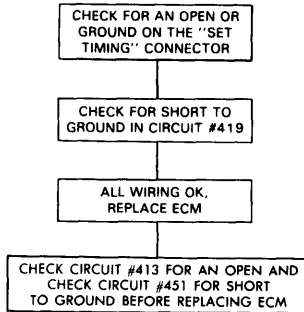 CHECK FOR AN OPEN OR
GROUND ON THE "SET
TIMING" CONNECTOR
CHECK FOR SHORT TO
GROUND IN CIRCUIT #419
ALL WIRING OK,
REPLACE ECM
CHECK CIRCUIT #413 FOR AN OPEN AND
CHECK CIRCUIT #451 FOR SHORT
TO GROUND BEFORE REPLACING ECM